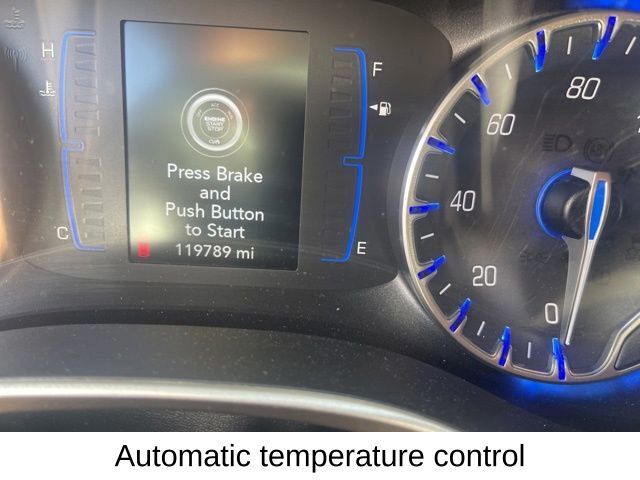 H
F
C
E
ENGINE
START
STOP
Press Brake
and
Push Button
to Start
119789 mi
80
60
40
20
0
Automatic temperature control